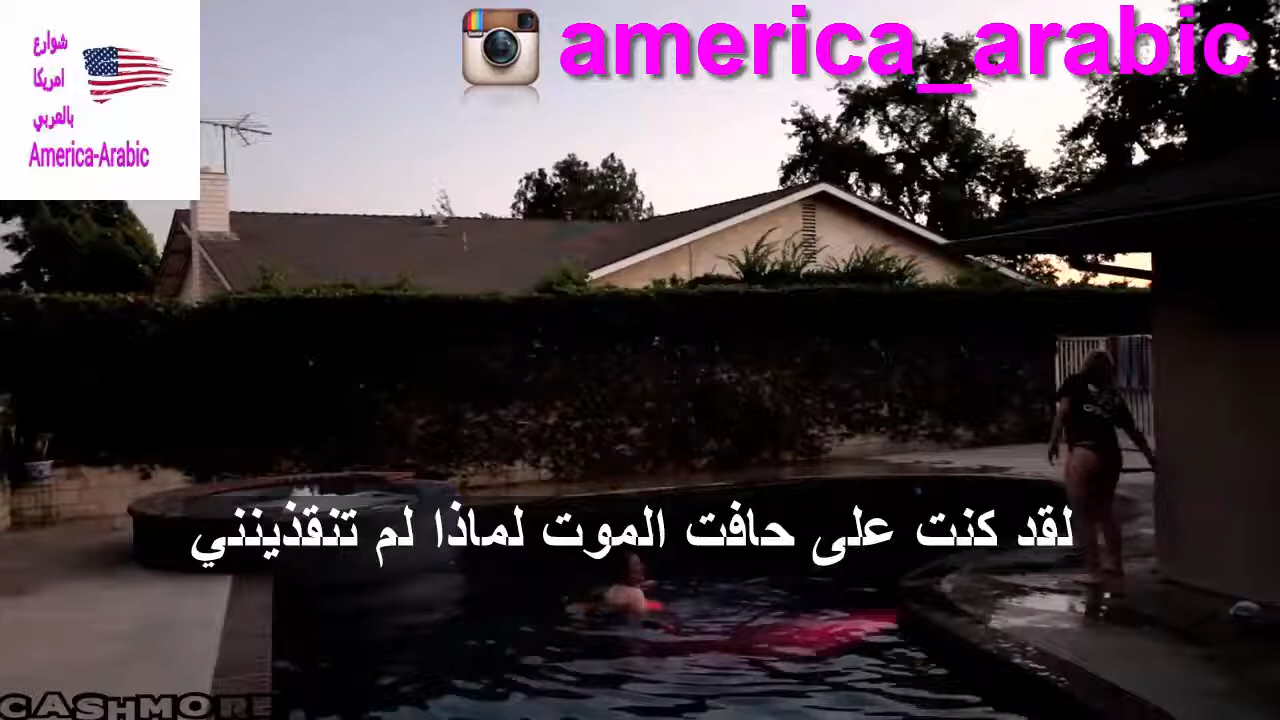 america_arabic
شوارع
امريكا
بالعربي
America-Arabic
لقد كنت على حافت الموت لماذا لم تنقذينني
CASHMORE